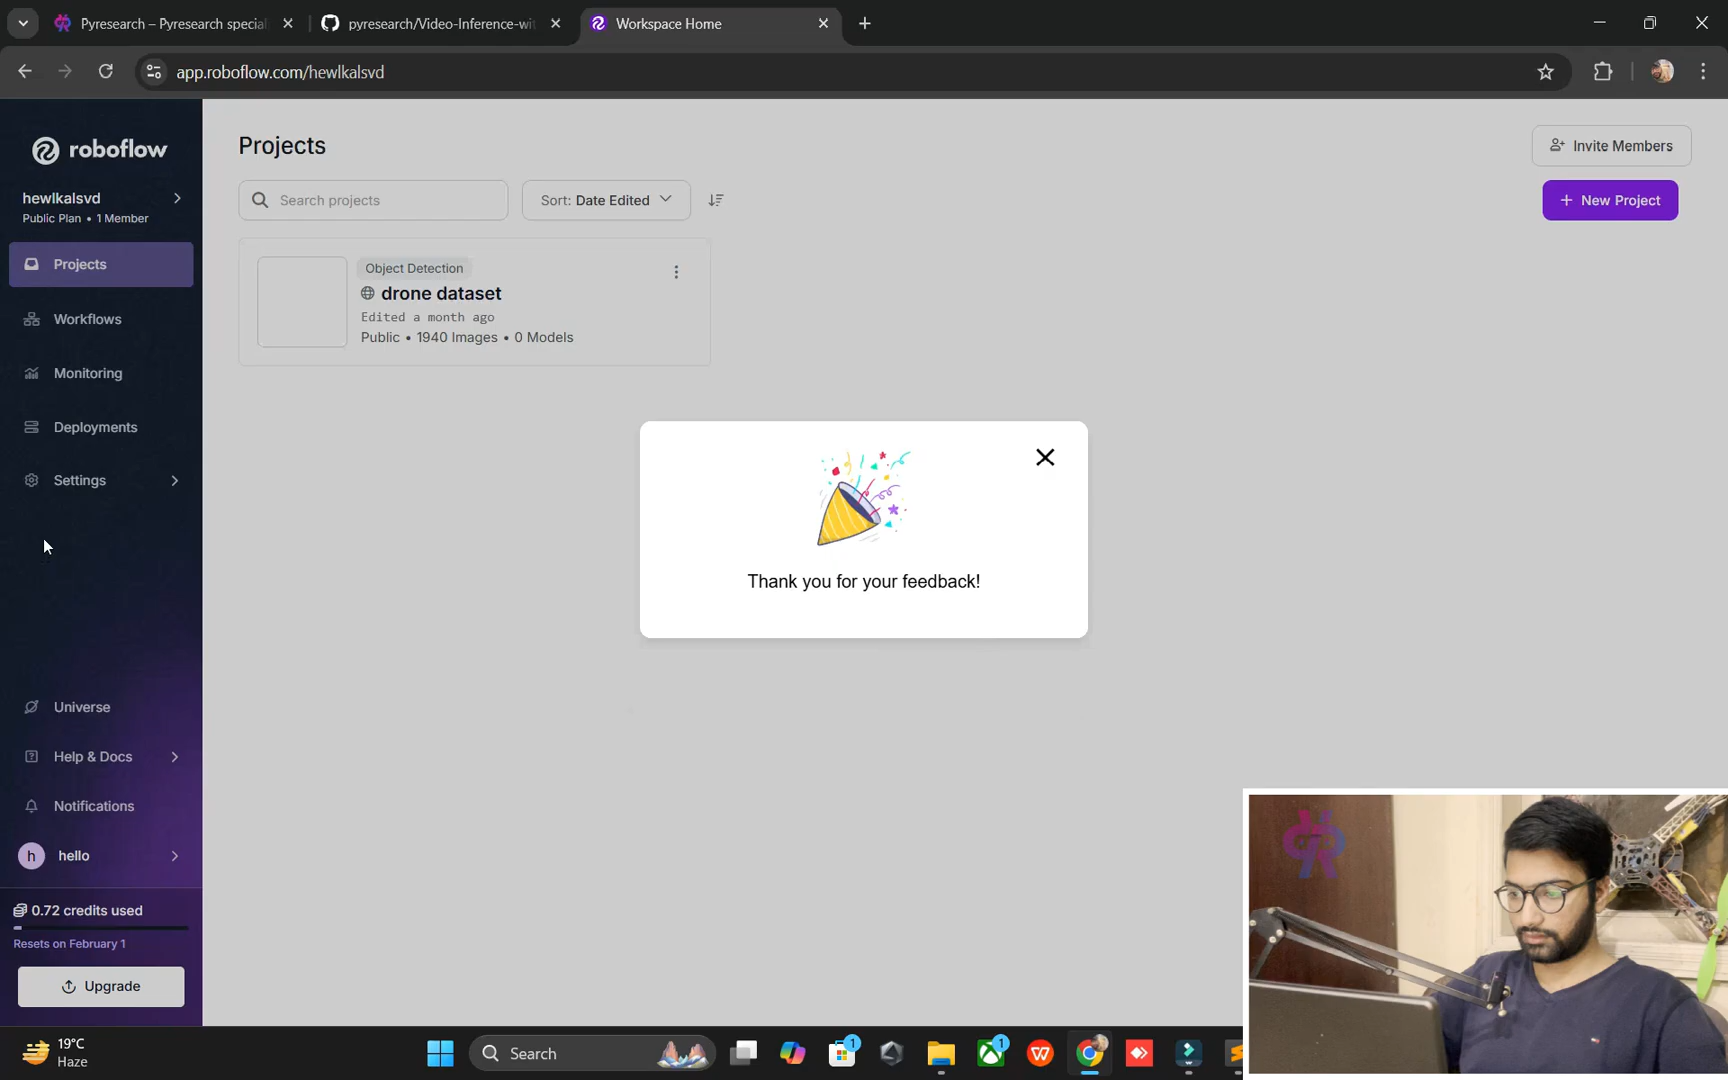 Pyresearch – Pyresearch special
pyresearch/Video-Inference-wit
Workspace Home
app.roboflow.com/hewlkalsvd
roboflow
hewlkalsvd
Public Plan • 1 Member
Projects
Workflows
Monitoring
Deployments
Settings
Universe
Help & Docs
Notifications
h hello
0.72 credits used
Resets on February 1
Upgrade
Projects
Invite Members
Search projects
Sort: Date Edited
+ New Project
Object Detection
drone dataset
Edited a month ago
Public • 1940 Images • 0 Models
Thank you for your feedback!
19°C
Haze
Search
1
1